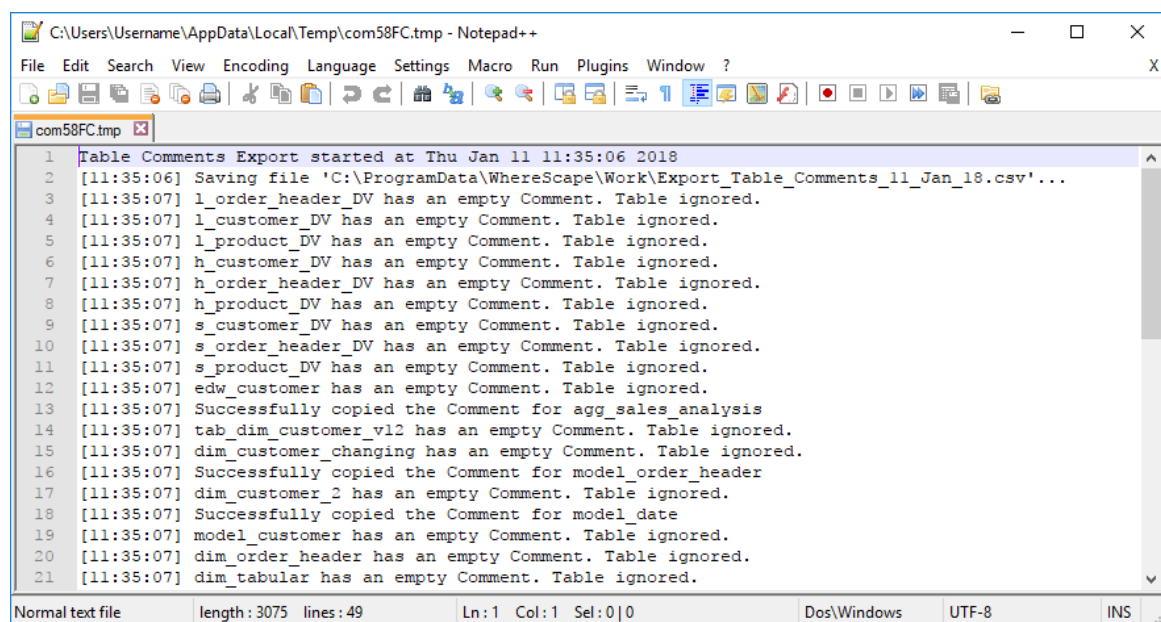 C:\Users\Username\AppData\Local\Temp\com58FC.tmp - Notepad++
File Edit Search View Encoding Language Settings Macro Run Plugins Window ? X
com58FC.tmp
1 Table Comments Export started at Thu Jan 11 11:35:06 2018
2 [11:35:06] Saving file 'C:\ProgramData\WhereScape\Work\Export_Table_Comments_11_Jan_18.csv'...
3 [11:35:07] l_order_header_DV has an empty Comment. Table ignored.
4 [11:35:07] l_customer_DV has an empty Comment. Table ignored.
5 [11:35:07] l_product_DV has an empty Comment. Table ignored.
6 [11:35:07] h_customer_DV has an empty Comment. Table ignored.
7 [11:35:07] h_order_header_DV has an empty Comment. Table ignored.
8 [11:35:07] h_product_DV has an empty Comment. Table ignored.
9 [11:35:07] s_customer_DV has an empty Comment. Table ignored.
10 [11:35:07] s_order_header_DV has an empty Comment. Table ignored.
11 [11:35:07] s_product_DV has an empty Comment. Table ignored.
12 [11:35:07] edw_customer has an empty Comment. Table ignored.
13 [11:35:07] Successfully copied the Comment for agg_sales_analysis
14 [11:35:07] tab_dim_customer_v12 has an empty Comment. Table ignored.
15 [11:35:07] dim_customer_changing has an empty Comment. Table ignored.
16 [11:35:07] Successfully copied the Comment for model_order_header
17 [11:35:07] dim_customer_2 has an empty Comment. Table ignored.
18 [11:35:07] Successfully copied the Comment for model_date
19 [11:35:07] model_customer has an empty Comment. Table ignored.
20 [11:35:07] dim_order_header has an empty Comment. Table ignored.
21 [11:35:07] dim_tabular has an empty Comment. Table ignored.
Normal text file length : 3075 lines : 49 Ln : 1 Col : 1 Sel : 0 | 0 Dos\Windows UTF-8 INS